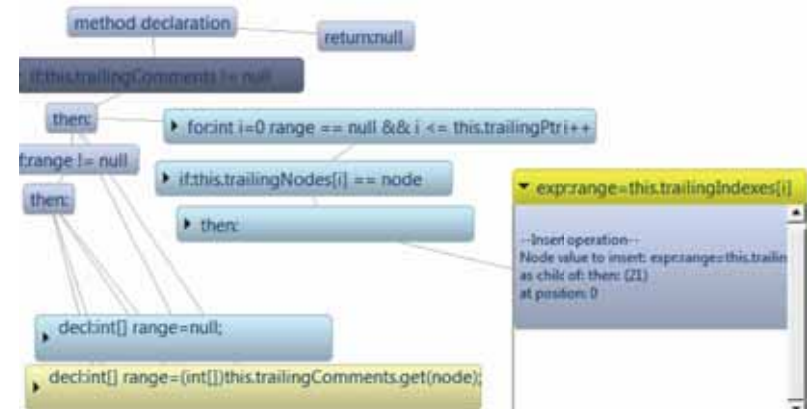 method declaration
return:null
if:this.trailingComments != null
then:
for:int i=0 range == null && i <= this.trailingPtr i++
f:range != null
if:this.trailingNodes[i] == node
expr:range=this.trailingIndexes[i]
then:
then:
--Insert operation--
Node value to insert: expr:range=this.trailin
as child of: then: (21)
at position: 0
decl:int[] range=null;
decl:int[] range=(int[])this.trailingComments.get(node);